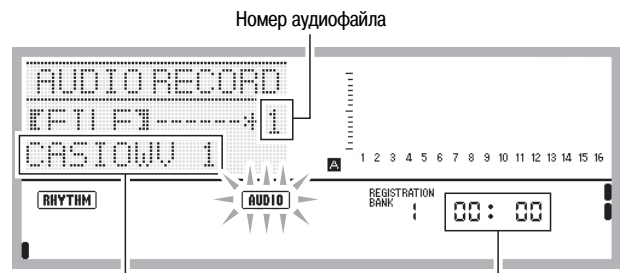 Номер аудиофайла
AUDIO RECORD
【FILE】------→ 1
CASIOWV 1
A 1 2 3 4 5 6 7 8 9 10 11 12 13 14 15 16
RHYTHM AUDIO REGISTRATION BANK 1 00: 00